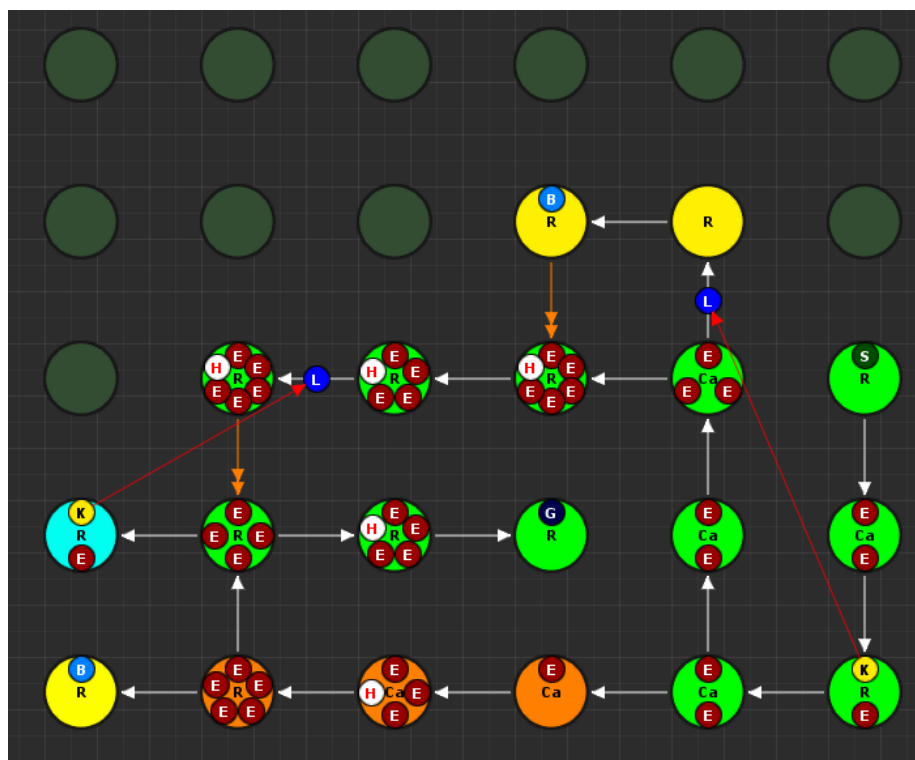 B
R R
L
E E E E S
H E H E H E
R L R R Ca R
E E E E E E
E E E E
K E E G E E
H E
R E R E R R Ca Ca
E E E E E E
B E E E E K
E E
R R H Ca E Ca Ca R
E E E E E